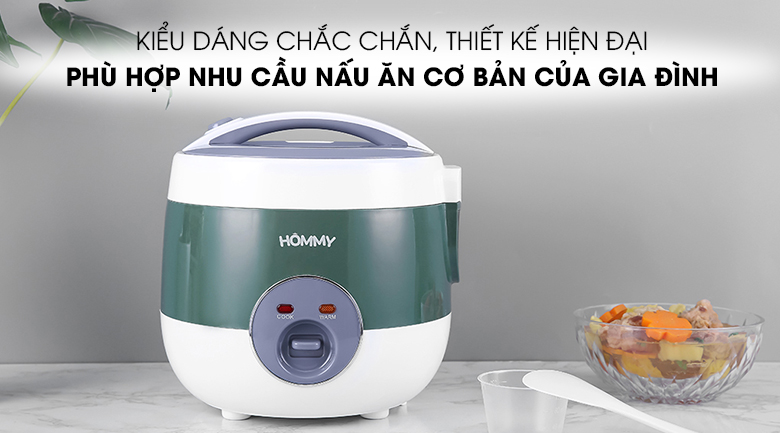 KIỂU DÁNG CHẮC CHẮN, THIẾT KẾ HIỆN ĐẠI
PHÙ HỢP NHU CẦU NẤU ĂN CƠ BẢN CỦA GIA ĐÌNH
HÔMMY
COOK WARM